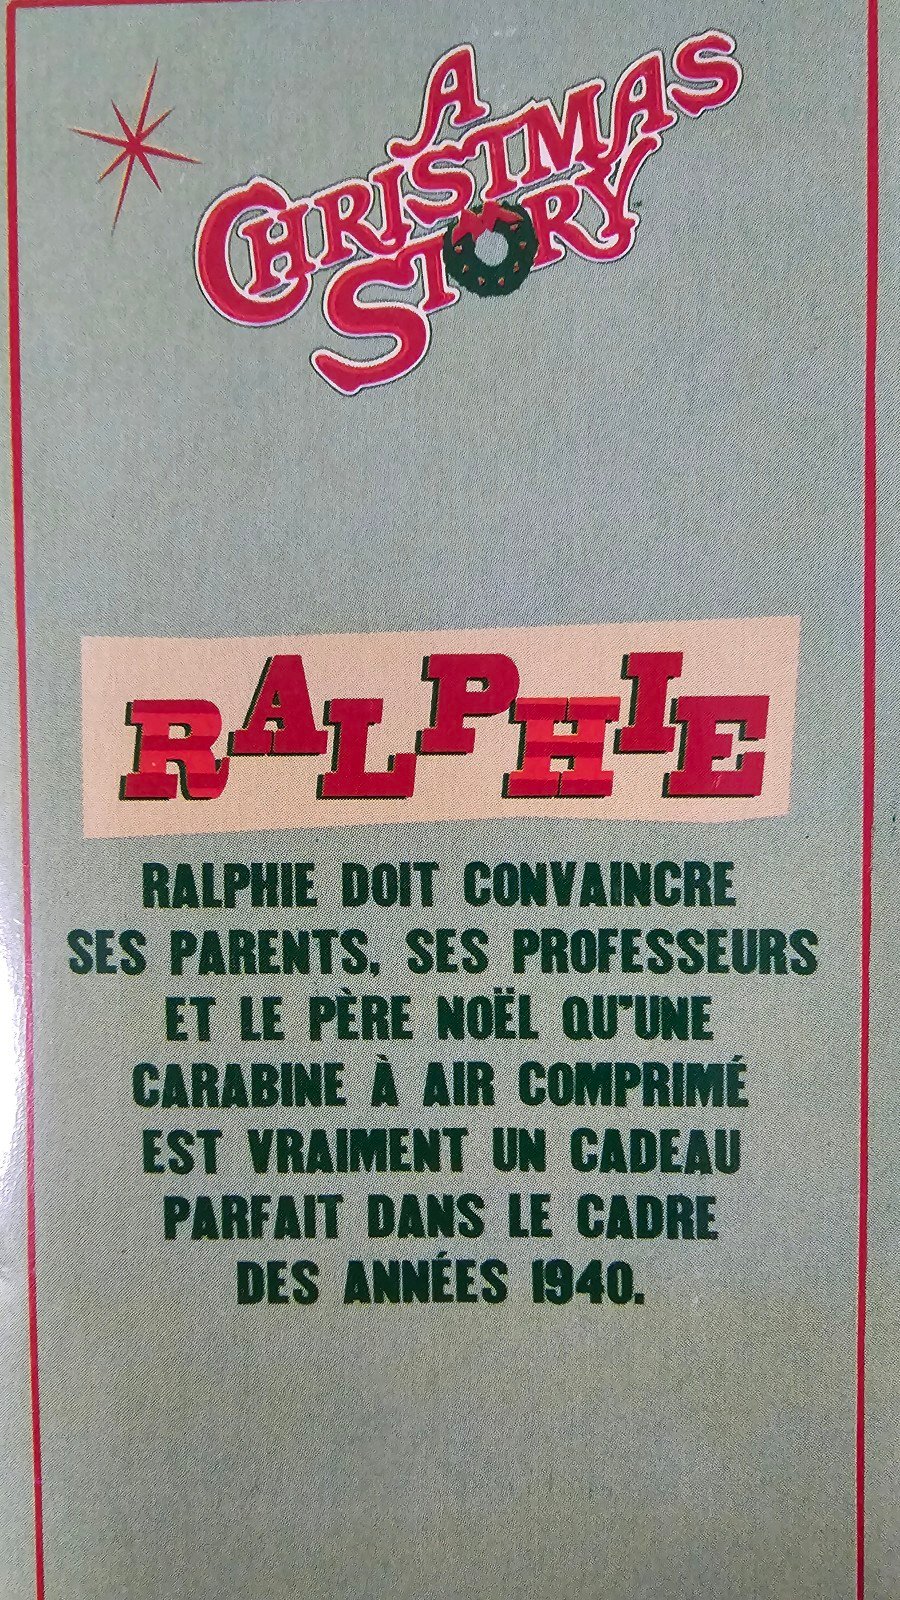 A
CHRISTMAS
STORY
RALPHIE
RALPHIE DOIT CONVAINCRE
SES PARENTS, SES PROFESSEURS
ET LE PÈRE NOËL QU'UNE
CARABINE À AIR COMPRIMÉ
EST VRAIMENT UN CADEAU
PARFAIT DANS LE CADRE
DES ANNÉES 1940.